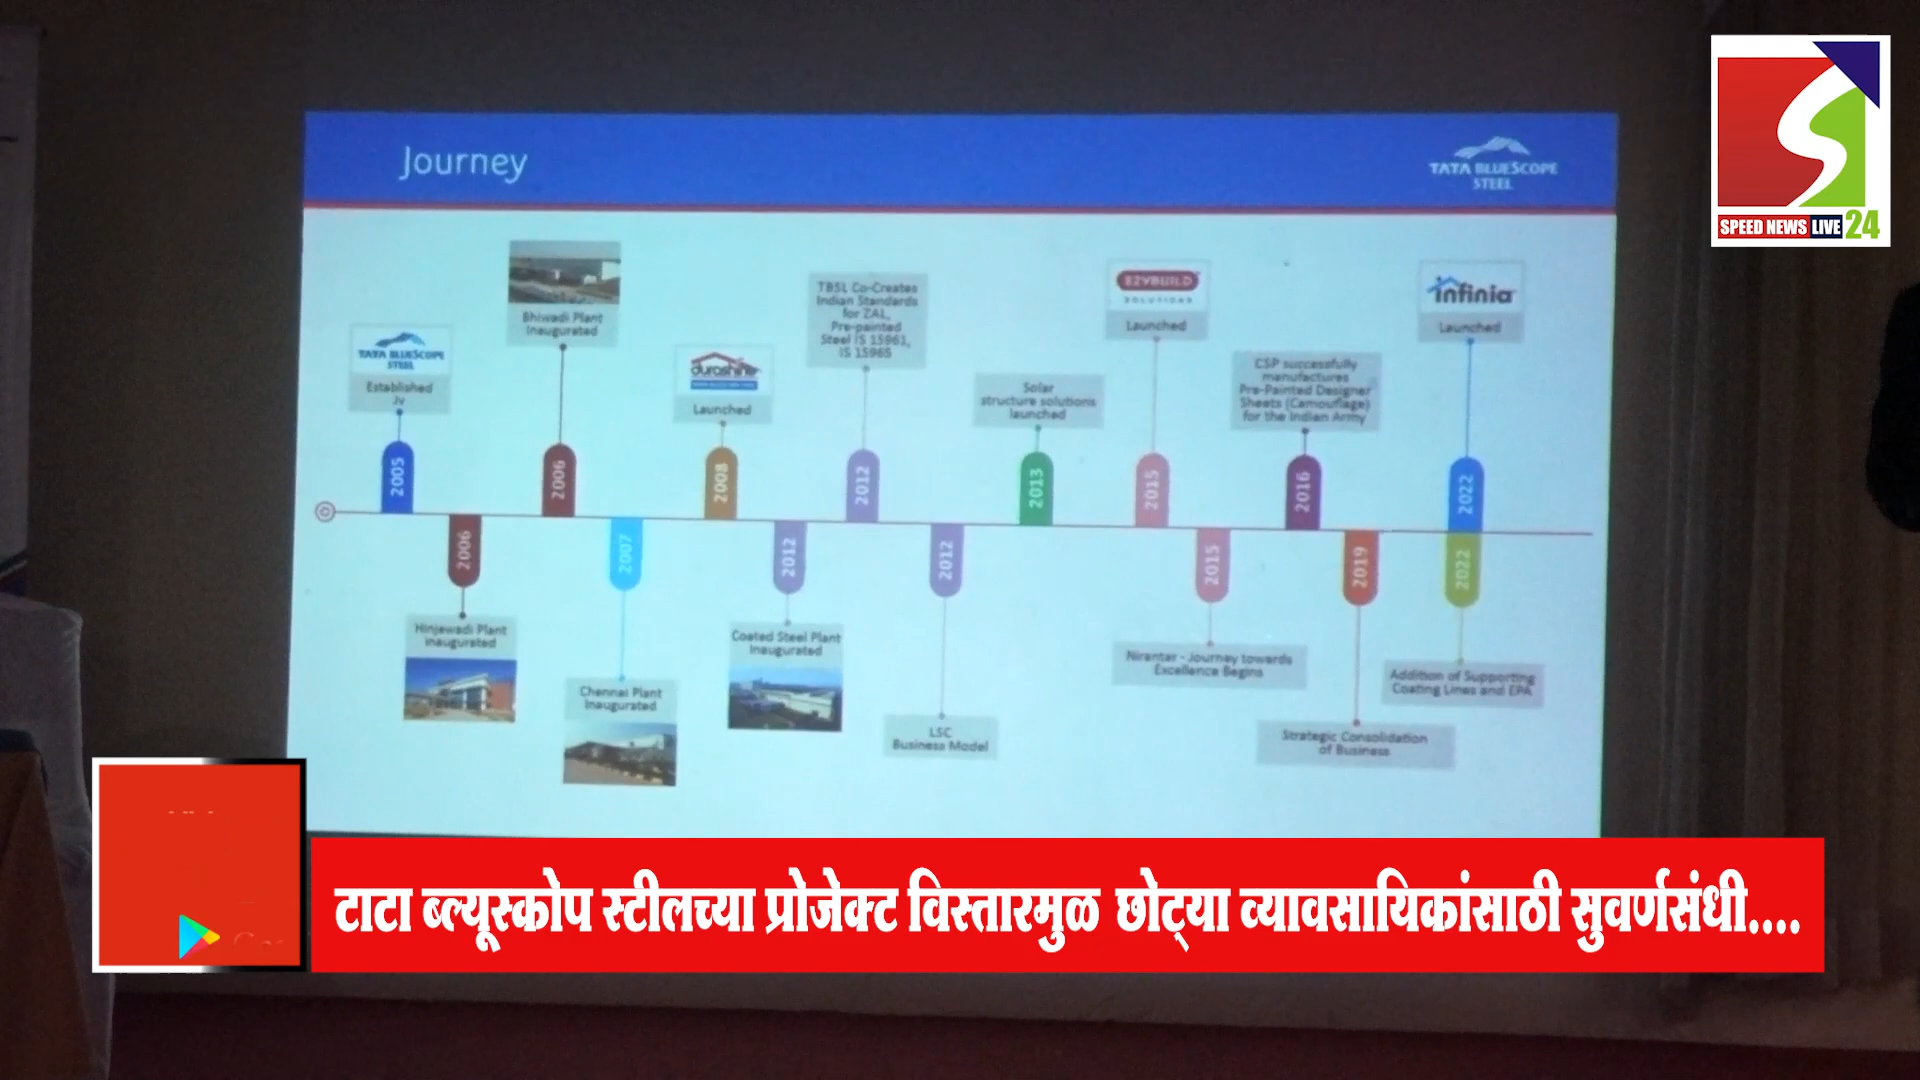 Journey
TATA BLUESCOPE
STEEL
SPEED NEWS LIVE 24
TATA BLUESCOPE
STEEL
Established
JV
2005
Bhiwadi Plant
Inaugurated
2006
durashine
Launched
2008
TBSL Co-Creates
Indian Standards
for ZAL,
Pre-painted
Steel IS 15961,
IS 15965
2012
Solar
structure solutions
launched
2013
EZYBUILD
SOLUTIONS
Launched
2015
CSP successfully
manufactures
Pre-Painted Designer
Sheets (Camouflage)
for the Indian Army
2016
infinia
Launched
2022
2006
Hinjewadi Plant
Inaugurated
2007
Chennai Plant
Inaugurated
2012
Coated Steel Plant
Inaugurated
2012
LSC
Business Model
2015
Nirantar - Journey towards
Excellence Begins
2019
Strategic Consolidation
of Business
2022
Addition of Supporting
Coating Lines and EPA
टाटा ब्ल्यूस्कोप स्टीलच्या प्रोजेक्ट विस्तारमुळ छोट्या व्यावसायिकांसाठी सुवर्णसंधी....